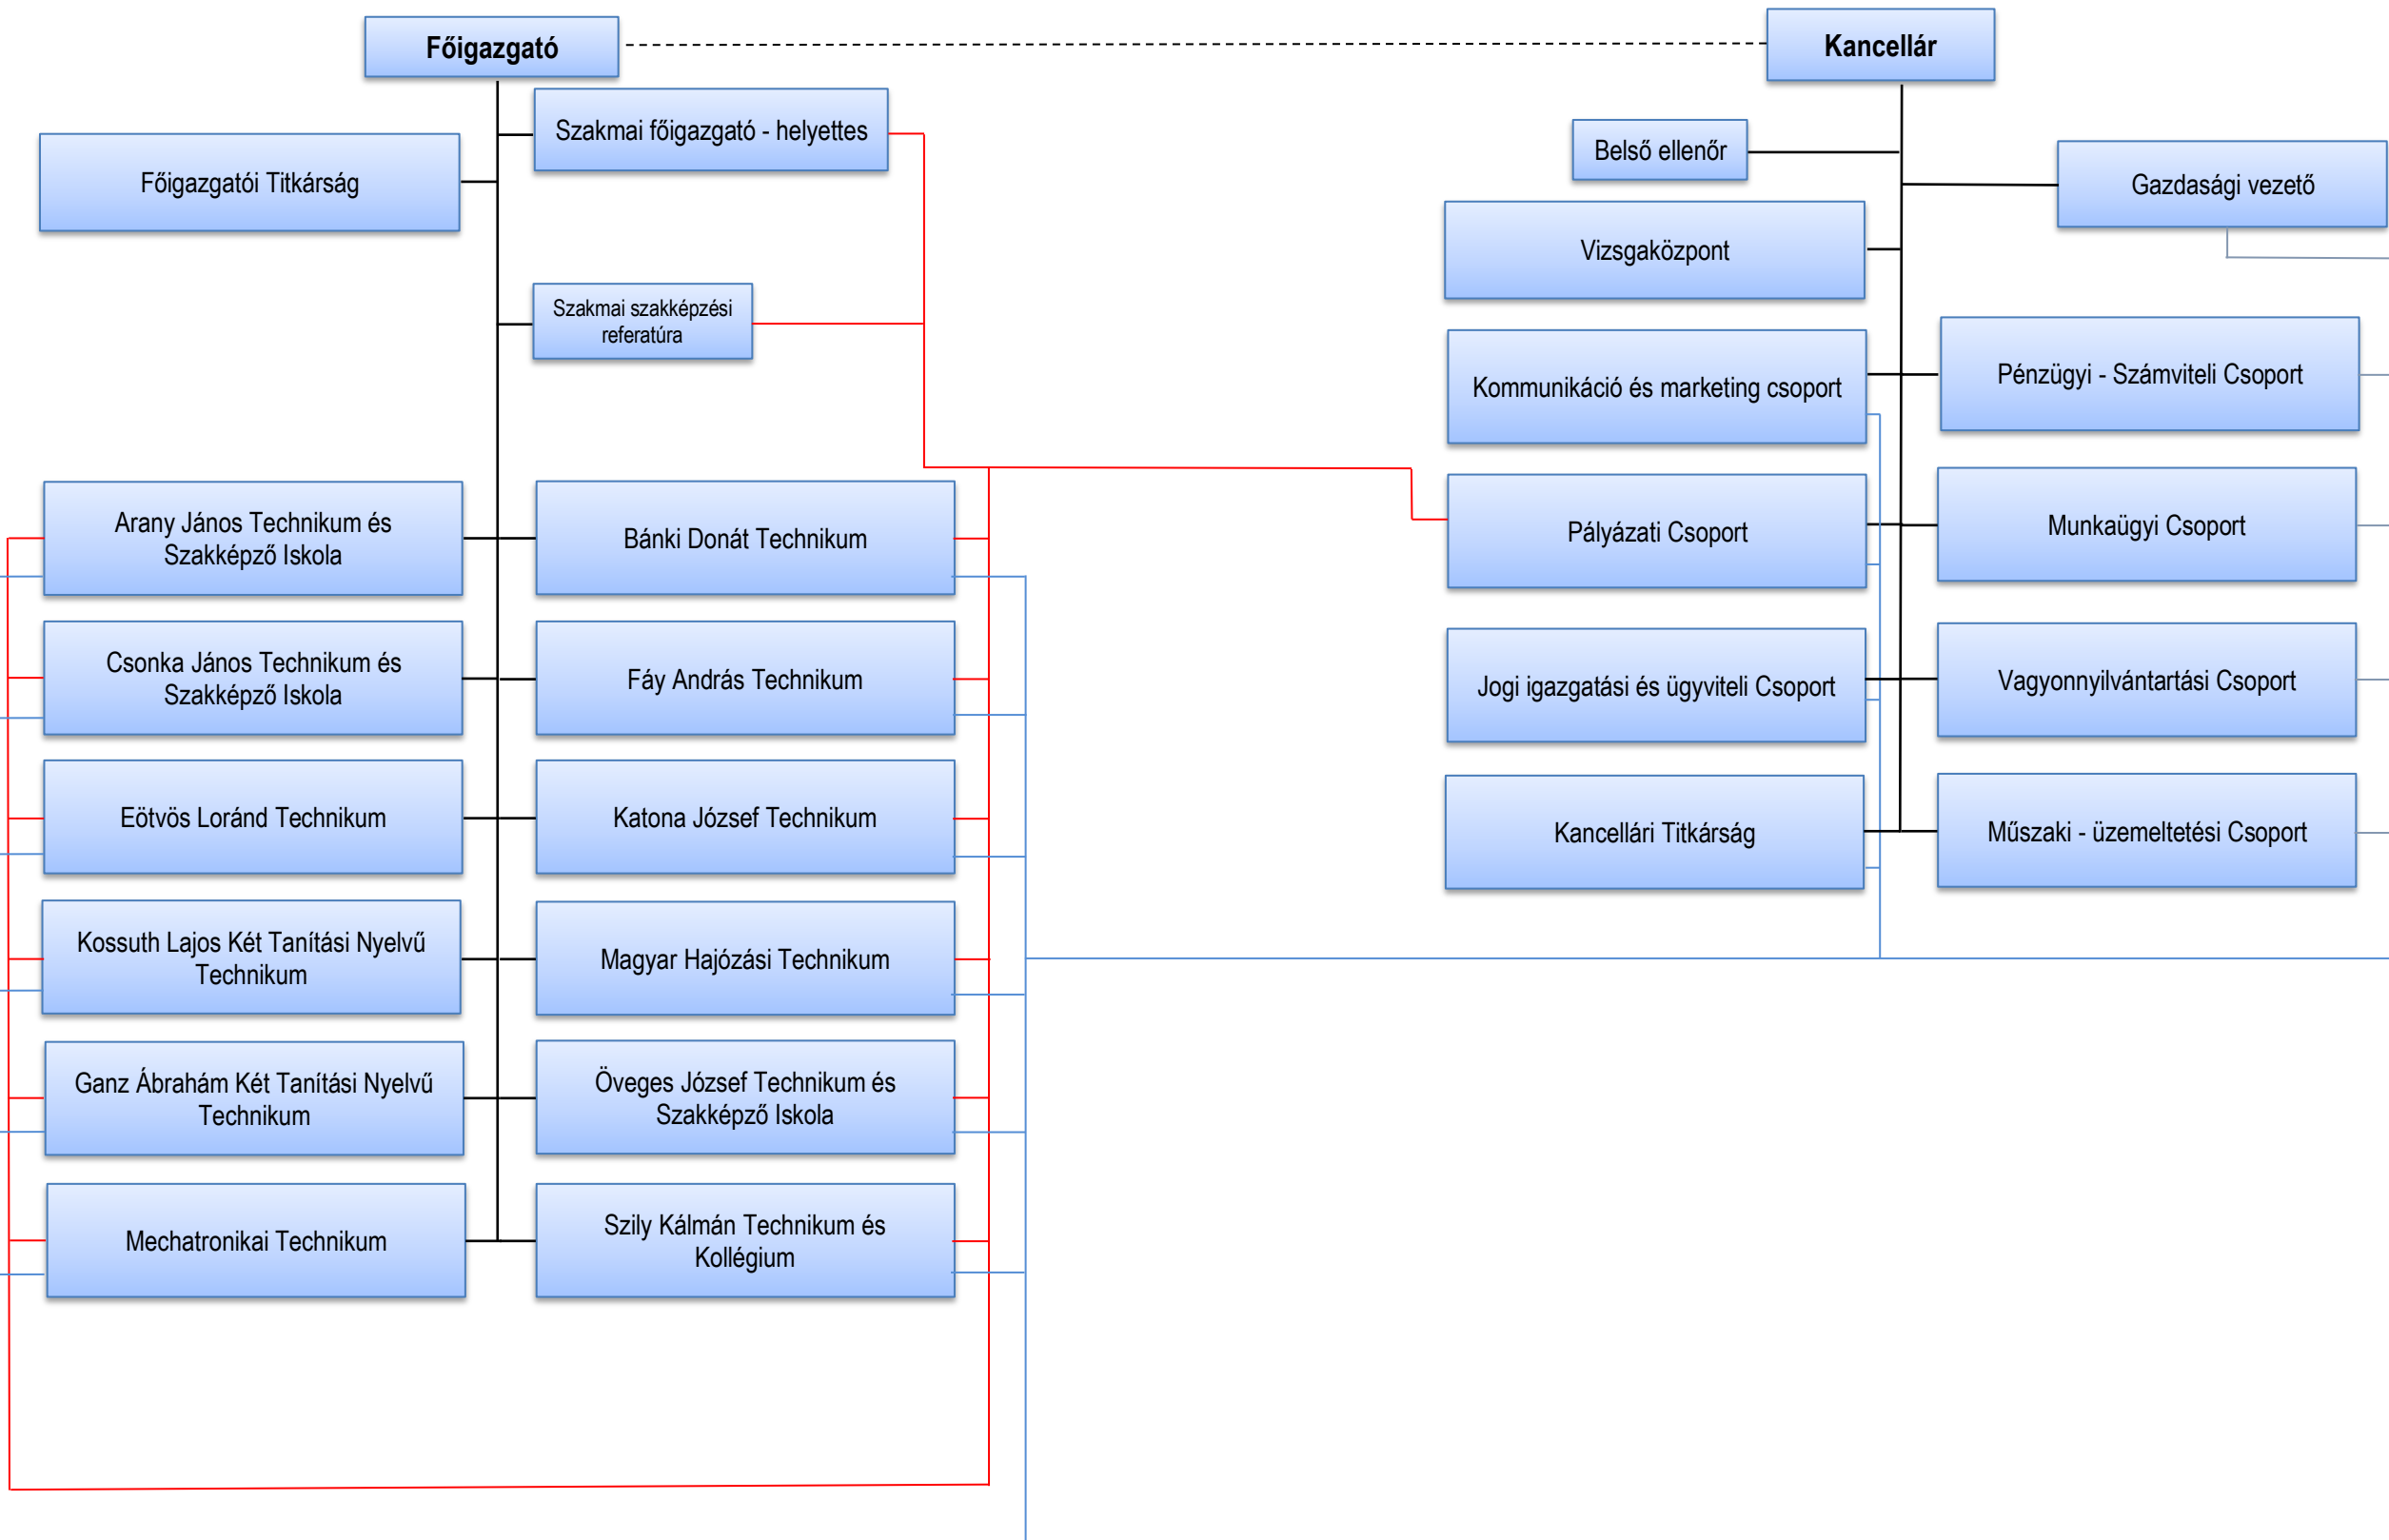 Főigazgató
Kancellár
Szakmai főigazgató - helyettes
Főigazgatói Titkárság
Szakmai szakképzési
referatúra
Belső ellenőr
Gazdasági vezető
Vizsgaközpont
Kommunikáció és marketing csoport
Pénzügyi - Számviteli Csoport
Pályázati Csoport
Munkaügyi Csoport
Jogi igazgatási és ügyviteli Csoport
Vagyonnyilvántartási Csoport
Kancellári Titkárság
Műszaki - üzemeltetési Csoport
Arany János Technikum és
Szakképző Iskola
Bánki Donát Technikum
Csonka János Technikum és
Szakképző Iskola
Fáy András Technikum
Eötvös Loránd Technikum
Katona József Technikum
Kossuth Lajos Két Tanítási Nyelvű
Technikum
Magyar Hajózási Technikum
Ganz Ábrahám Két Tanítási Nyelvű
Technikum
Öveges József Technikum és
Szakképző Iskola
Mechatronikai Technikum
Szily Kálmán Technikum és
Kollégium